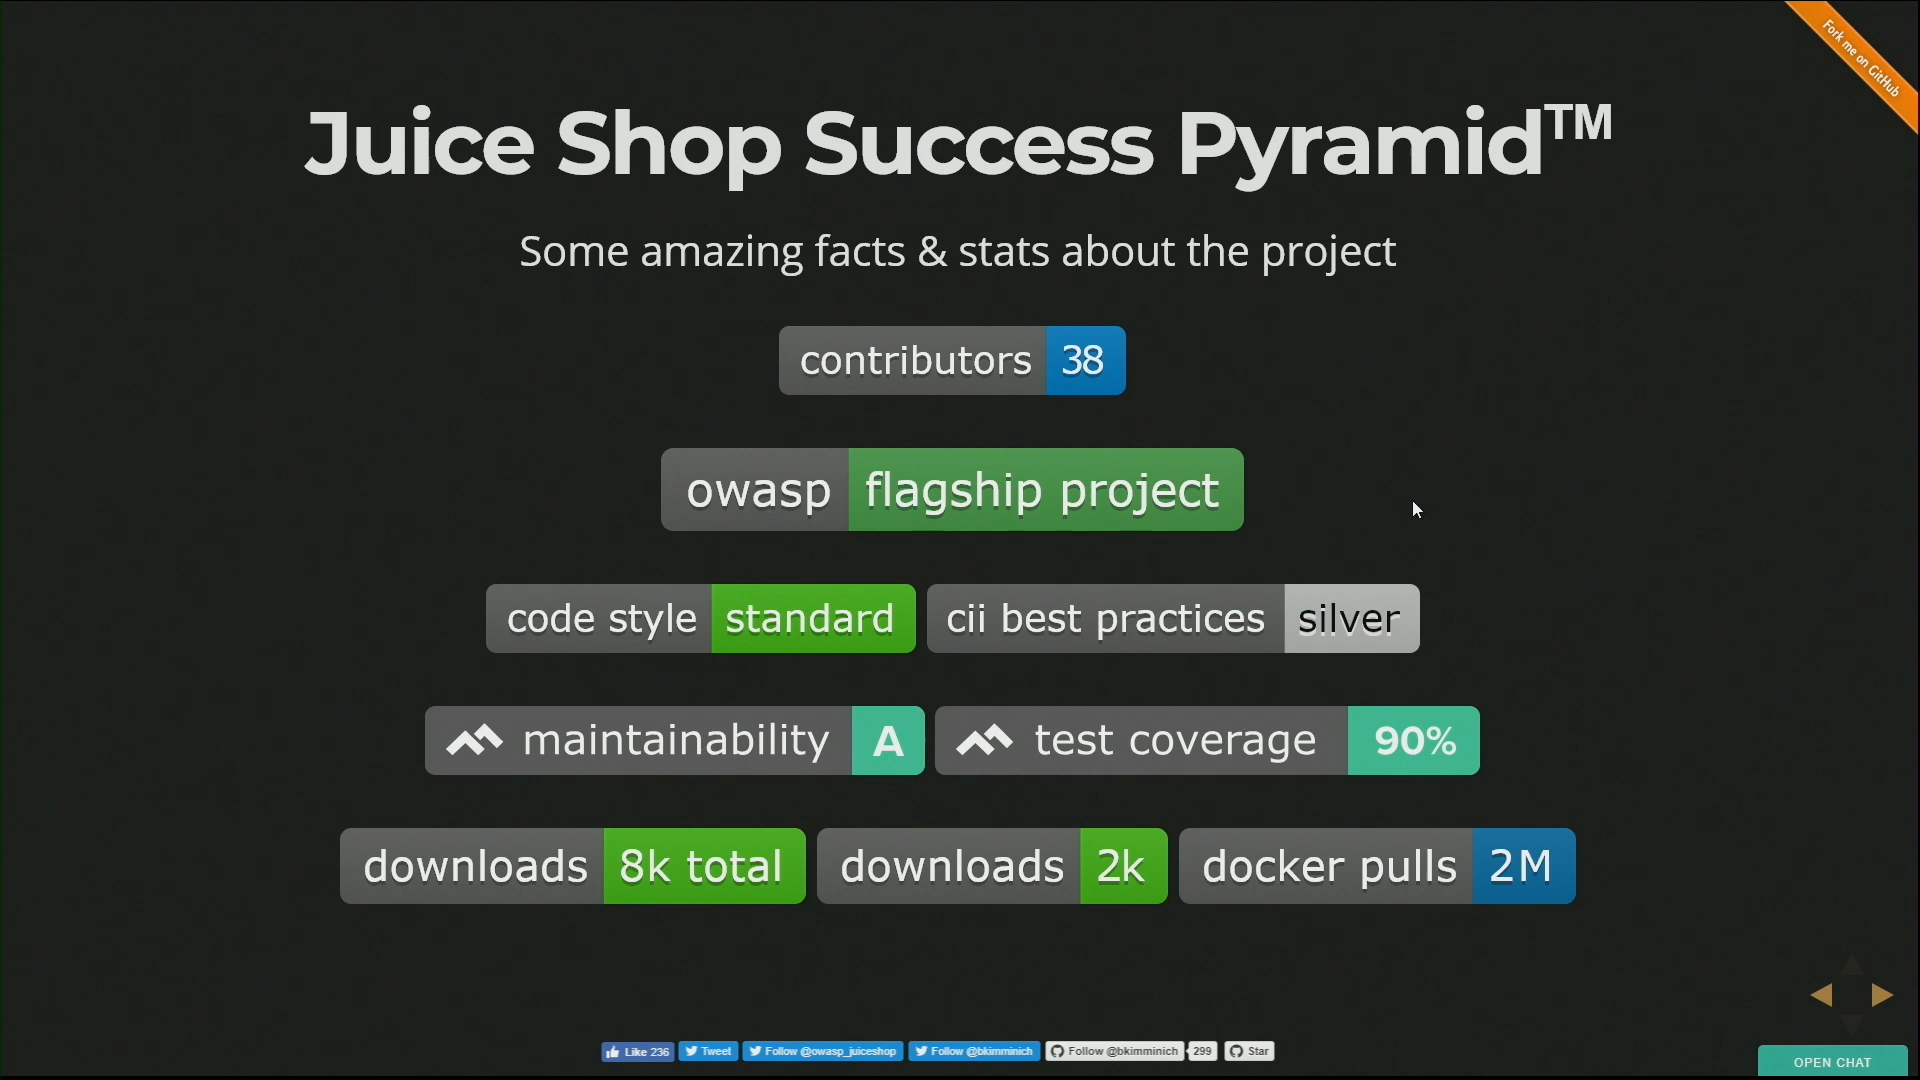 Fork me on GitHub
Juice Shop Success Pyramid™
Some amazing facts & stats about the project
contributors 38
owasp flagship project
code style standard cii best practices silver
maintainability A test coverage 90%
downloads 8k total downloads 2k docker pulls 2M
Like 236 Tweet Follow @owasp_juiceshop Follow @bkimminich Follow @bkimminich 299 Star
OPEN CHAT